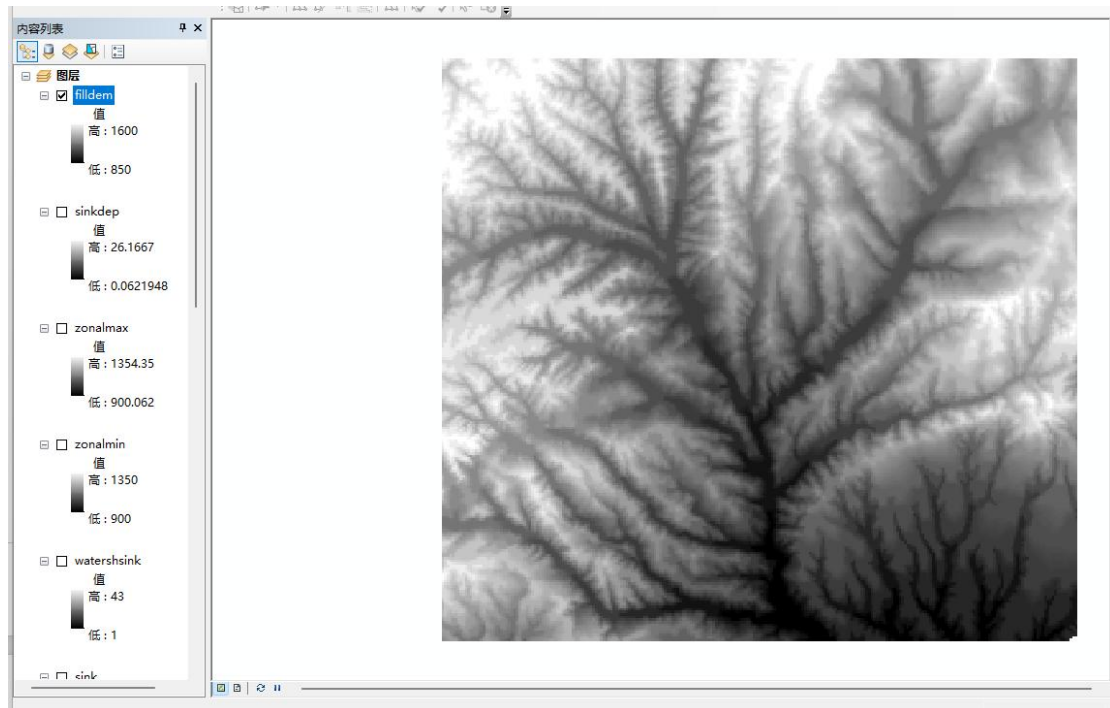 内容列表
图层
filldem
值
高 : 1600
低 : 850
sinkdep
值
高 : 26.1667
低 : 0.0621948
zonalmax
值
高 : 1354.35
低 : 900.062
zonalmin
值
高 : 1350
低 : 900
watershsink
值
高 : 43
低 : 1
sink